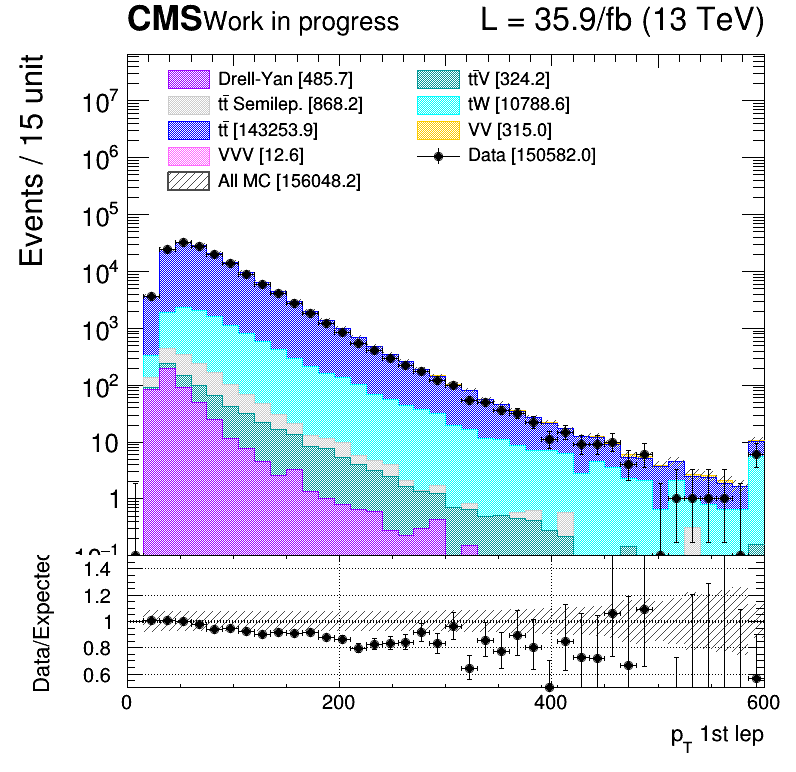 CMS Work in progress L = 35.9/fb (13 TeV)
Events / 15 unit
Drell-Yan [485.7]
tt̄ Semilep. [868.2]
tt̄ [143253.9]
VVV [12.6]
All MC [156048.2]
tt̄V [324.2]
tW [10788.6]
VV [315.0]
Data [150582.0]
10⁷
10⁶
10⁵
10⁴
10³
10²
10
1
10⁻¹
Data/Expected
1.4
1.2
1
0.8
0.6
0 200 400 600
p_T 1st lep